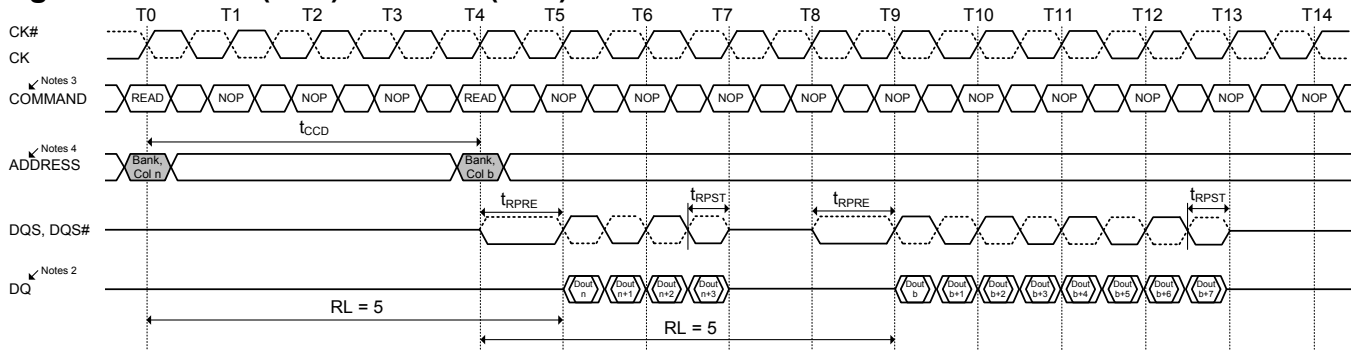 T0 T1 T2 T3 T4 T5 T6 T7 T8 T9 T10 T11 T12 T13 T14
CK#
CK
Notes 3
COMMAND READ NOP NOP NOP READ NOP NOP NOP NOP NOP NOP NOP NOP NOP NOP
tCCD
Notes 4
ADDRESS
Bank, Col n
Bank, Col b
tRPRE tRPST tRPRE tRPST
DQS, DQS#
Notes 2
DQ
Dout n
Dout n+1
Dout n+2
Dout n+3
Dout b
Dout b+1
Dout b+2
Dout b+3
Dout b+4
Dout b+5
Dout b+6
Dout b+7
RL = 5
RL = 5